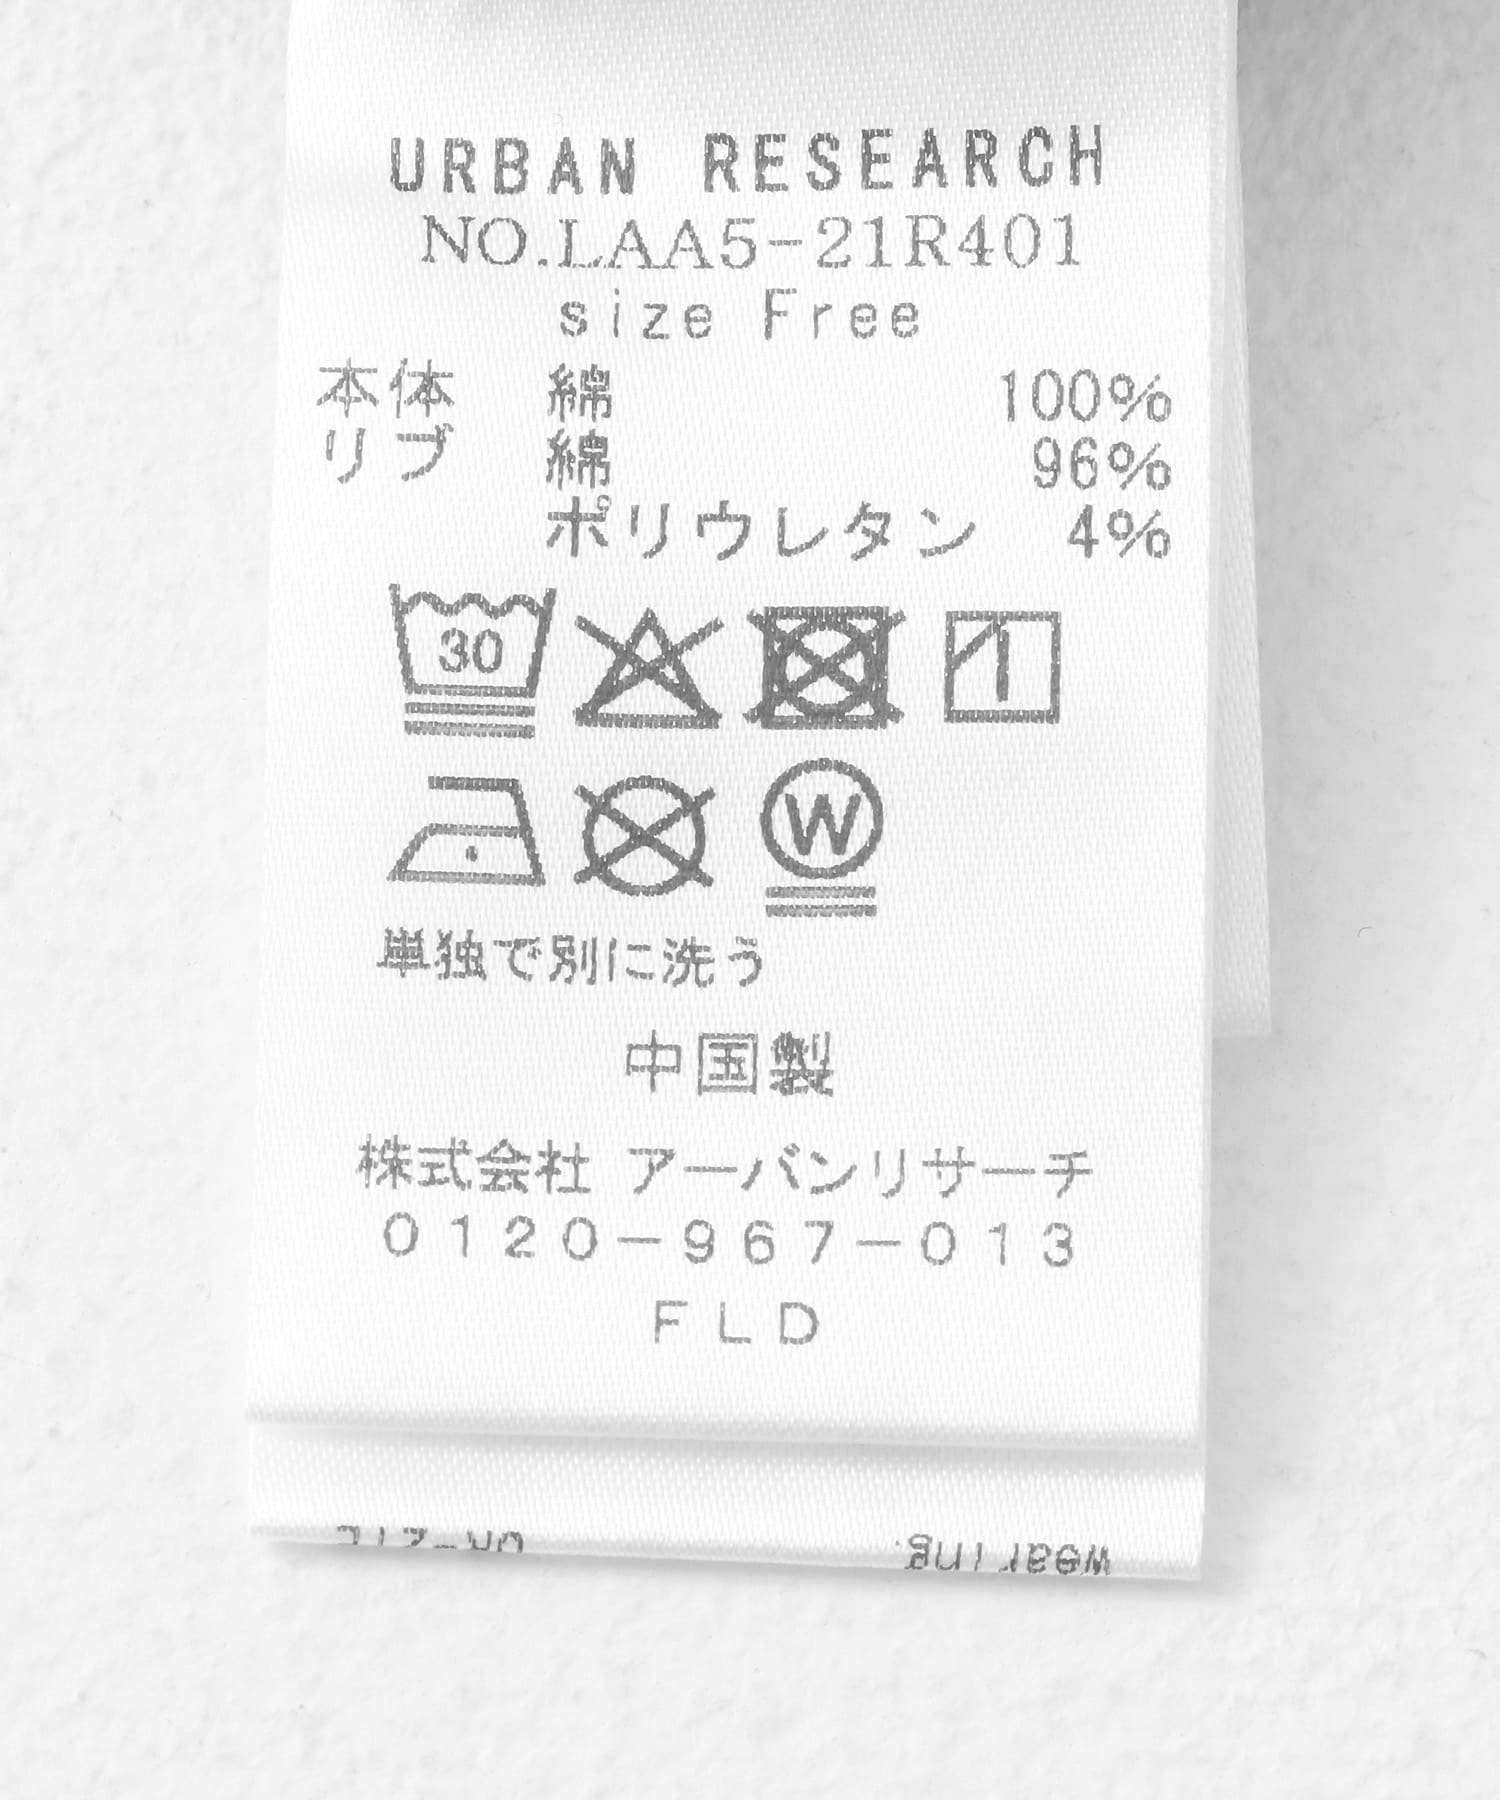 URBAN RESEARCH
NO.LAA5-21R401
size Free
本体 綿 100%
リブ 綿 96%
ポリウレタン 4%
30
W
単独で別に洗う
中国製
株式会社 アーバンリサーチ
0120-967-013
FLD
wearing